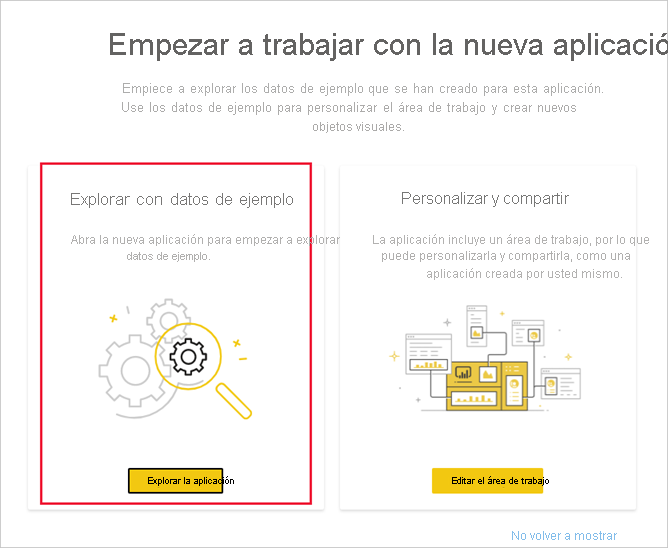 Empezar a trabajar con la nueva aplicació
Empiece a explorar los datos de ejemplo que se han creado para esta aplicación.
Use los datos de ejemplo para personalizar el área de trabajo y crear nuevos
objetos visuales.
Explorar con datos de ejemplo
Abra la nueva aplicación para empezar a explorar
datos de ejemplo.
Explorar la aplicación
Personalizar y compartir
La aplicación incluye un área de trabajo, por lo que
puede personalizarla y compartirla, como una
aplicación creada por usted mismo.
Editar el área de trabajo
No volver a mostrar